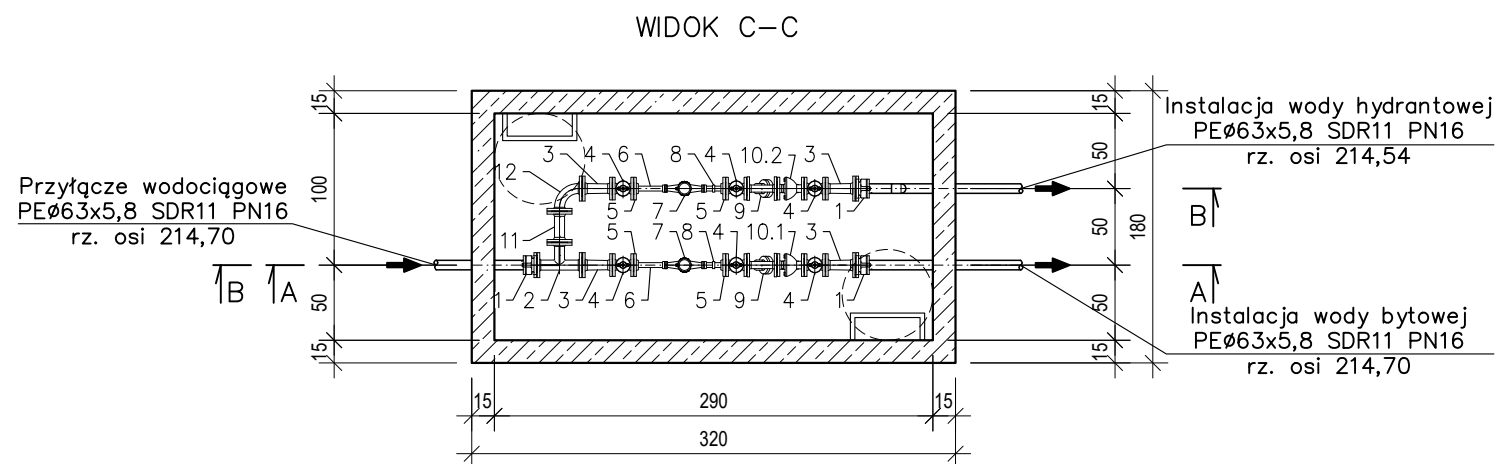 WIDOK C-C
15
15
Instalacja wody hydrantowej
PEø63x5,8 SDR11 PN16
rz. osi 214,54
Przyłącze wodociągowe
PEø63x5,8 SDR11 PN16
rz. osi 214,70
100
50
12 3 4 6 8 4 10.2 3
5 7 5 9 4 1
B
50
180
11 5 7 8 4 10.1 3
B A
A
1 2 3 4 6 5 9 4 1
50
50
Instalacja wody bytowej
PEø63x5,8 SDR11 PN16
rz. osi 214,70
15
15
15 290 15
320